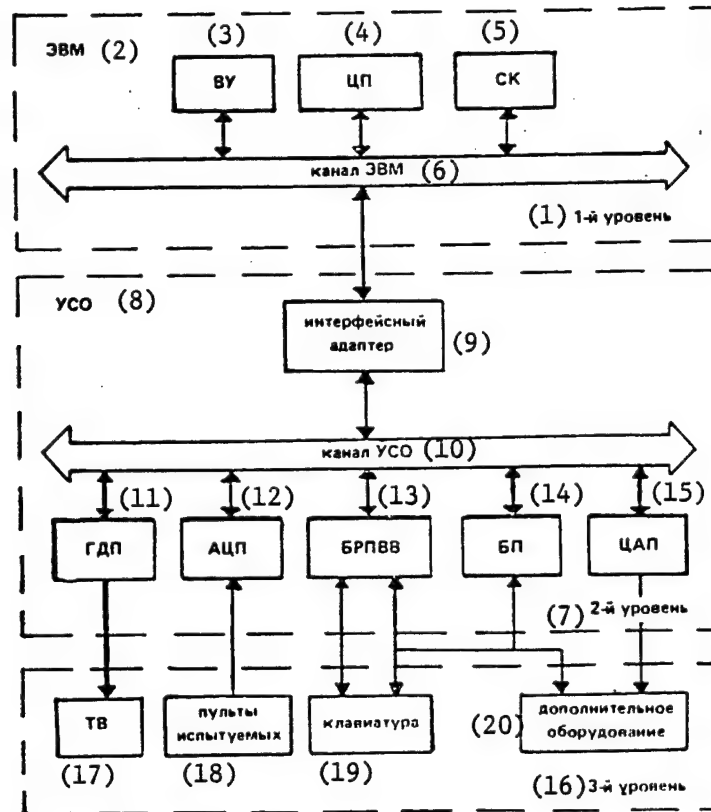 ЭВМ (2)
(3)
(4)
(5)
ВУ
ЦП
СК
канал ЭВМ (6)
(1) 1-й уровень
УСО (8)
интерфейсный
адаптер
(9)
канал УСО (10)
(11)
(12)
(13)
(14)
(15)
ГДП
АЦП
БРПВВ
БП
ЦАП
(7) 2-й уровень
ТВ
пульты
испытуемых
клавиатура
(20)
дополнительное
оборудование
(17)
(18)
(19)
(16) 3-й уровень